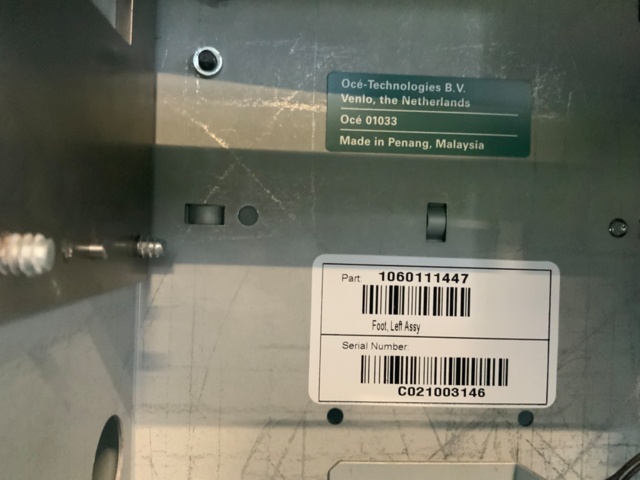 Océ-Technologies B.V.
Venlo, the Netherlands
Océ 01033
Made in Penang, Malaysia
Part: 1060111447
Foot, Left Assy
Serial Number:
C021003146